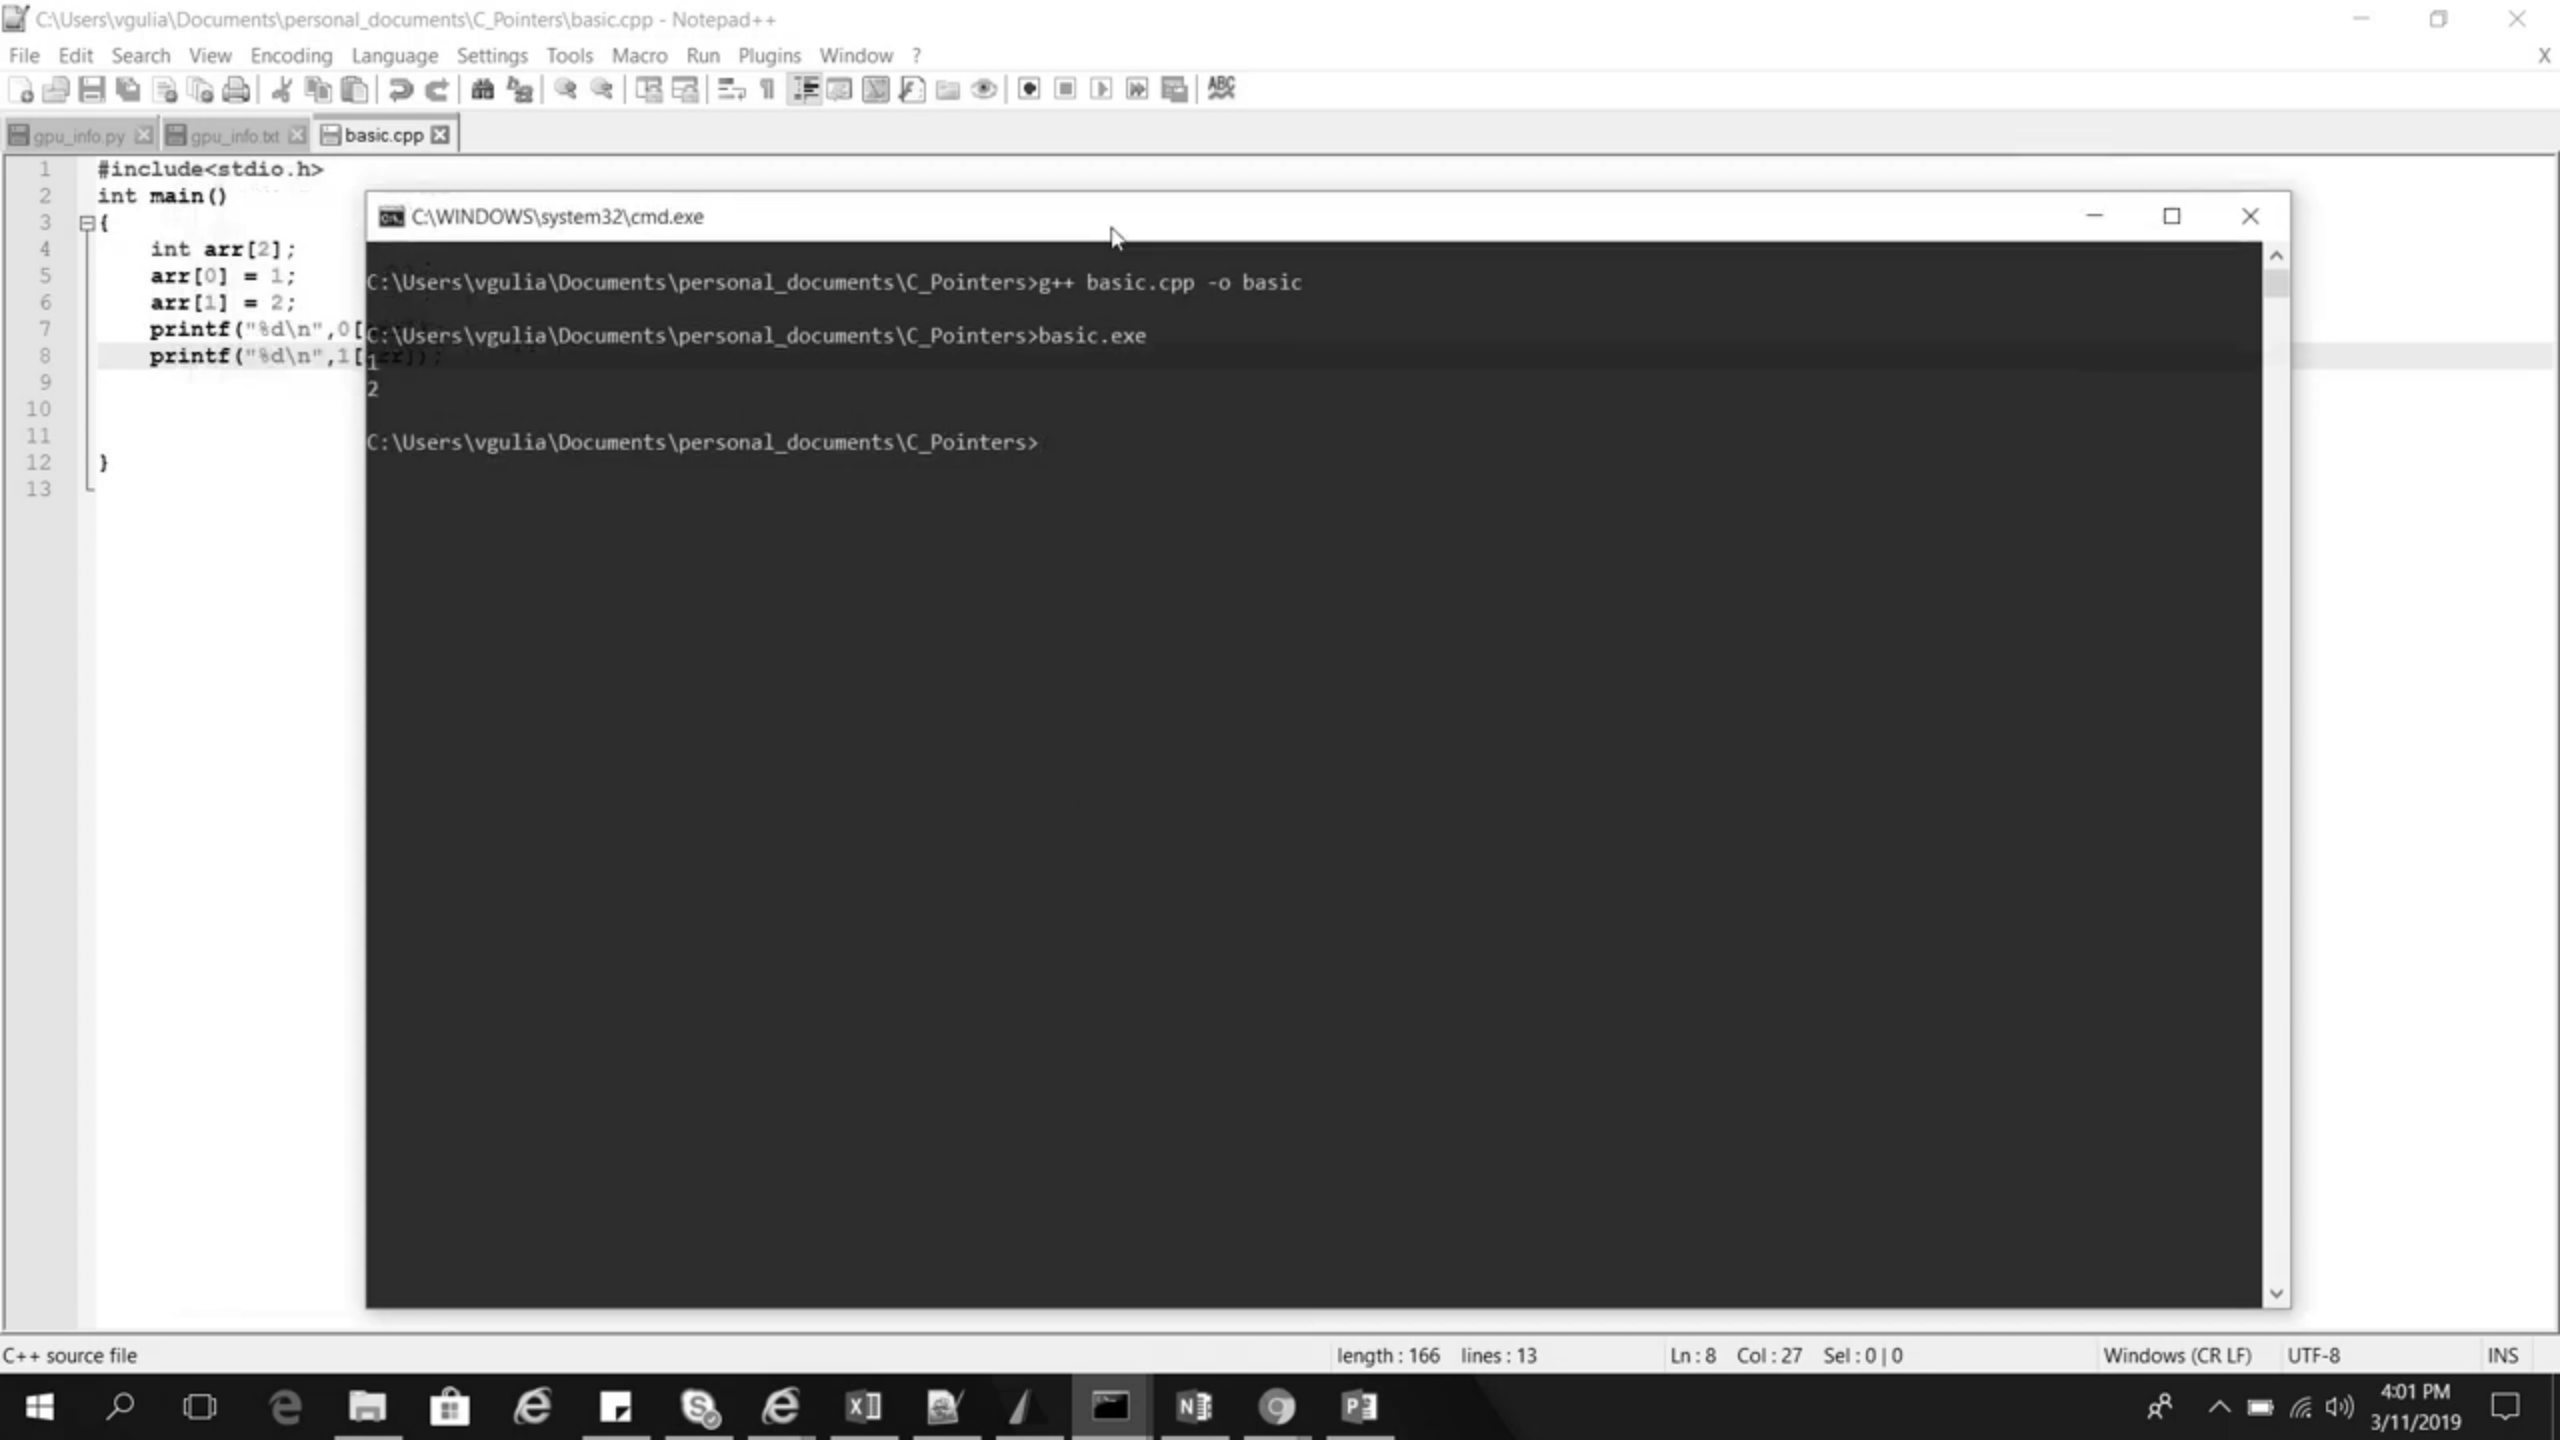 C:\Users\vgulia\Documents\personal_documents\C_Pointers\basic.cpp - Notepad++
File Edit Search View Encoding Language Settings Tools Macro Run Plugins Window ?
X
ABC
gpu_info.py gpu_info.txt basic.cpp
1 #include<stdio.h>
2 int main()
3 {
4 int arr[2];
5 arr[0] = 1;
6 arr[1] = 2;
7 printf("%d\n",0[
8 printf("%d\n",1[arr]);
9
10
11
12 }
13
C:\WINDOWS\system32\cmd.exe
C:\Users\vgulia\Documents\personal_documents\C_Pointers>g++ basic.cpp -o basic
C:\Users\vgulia\Documents\personal_documents\C_Pointers>basic.exe
1
2
C:\Users\vgulia\Documents\personal_documents\C_Pointers>
C++ source file length : 166 lines : 13 Ln : 8 Col : 27 Sel : 0 | 0 Windows (CR LF) UTF-8 INS
4:01 PM
3/11/2019